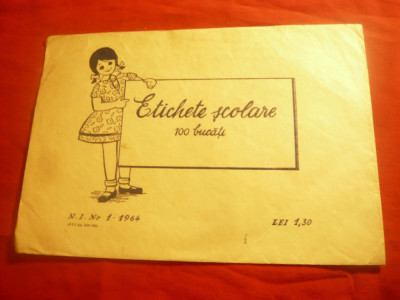 Etichete școlare
100 bucăți
N. I. Nr 1-1964
LEI 1,30